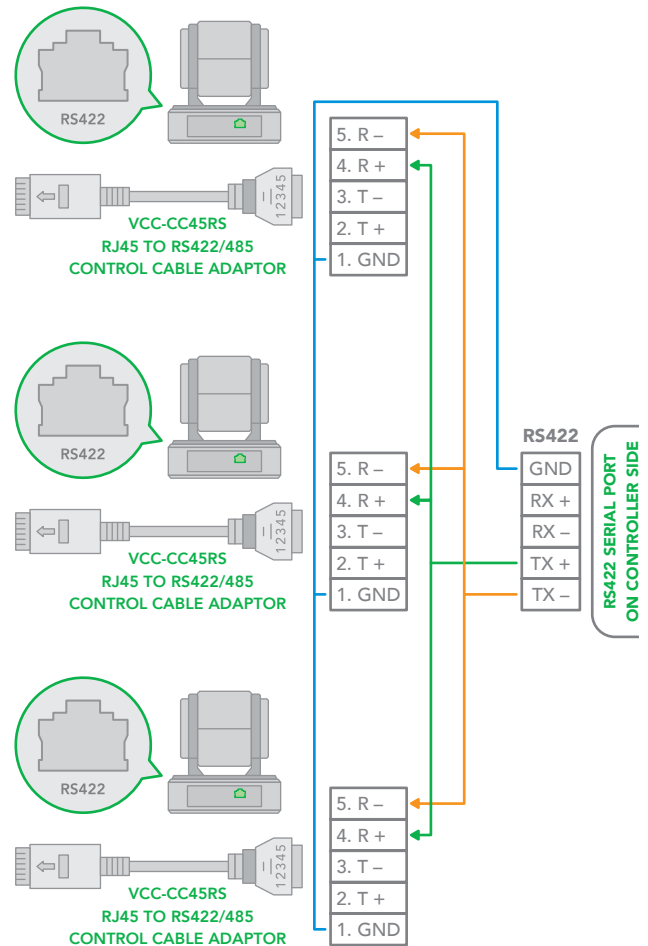 RS422
12345
VCC-CC45RS
RJ45 TO RS422/485
CONTROL CABLE ADAPTOR
5. R –
4. R +
3. T –
2. T +
1. GND
RS422
12345
VCC-CC45RS
RJ45 TO RS422/485
CONTROL CABLE ADAPTOR
5. R –
4. R +
3. T –
2. T +
1. GND
RS422
GND
RX +
RX –
TX +
TX –
RS422 SERIAL PORT
ON CONTROLLER SIDE
RS422
12345
VCC-CC45RS
RJ45 TO RS422/485
CONTROL CABLE ADAPTOR
5. R –
4. R +
3. T –
2. T +
1. GND